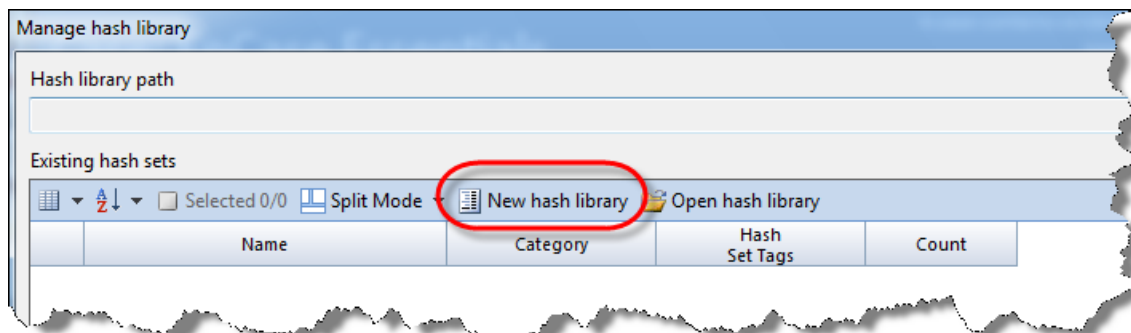 Manage hash library
Hash library path
Existing hash sets
Selected 0/0 Split Mode New hash library Open hash library
Name Category Hash Set Tags Count